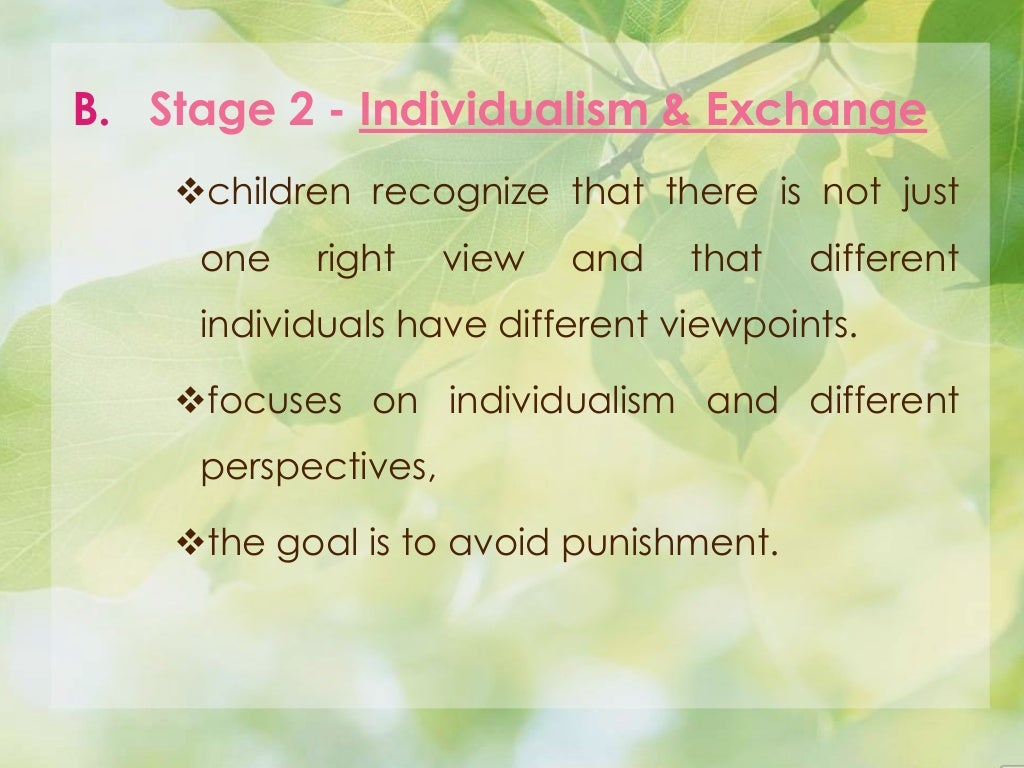 B. Stage 2 - Individualism & Exchange
❖children recognize that there is not just
one right view and that different
individuals have different viewpoints.
❖focuses on individualism and different
perspectives,
❖the goal is to avoid punishment.